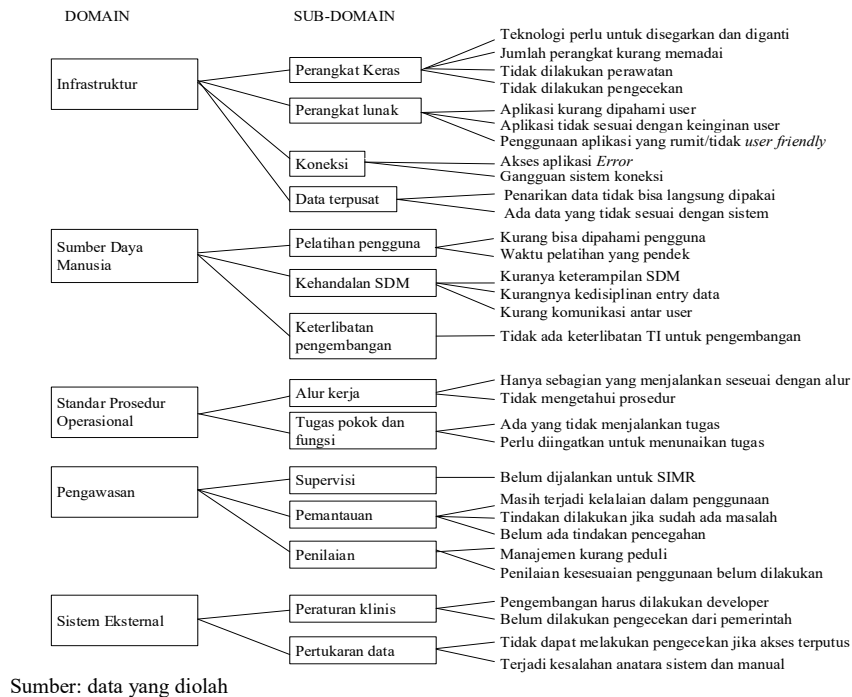 DOMAIN
SUB-DOMAIN
Infrastruktur
Perangkat Keras
Teknologi perlu untuk disegarkan dan diganti
Jumlah perangkat kurang memadai
Tidak dilakukan perawatan
Tidak dilakukan pengecekan
Perangkat lunak
Aplikasi kurang dipahami user
Aplikasi tidak sesuai dengan keinginan user
Penggunaan aplikasi yang rumit/tidak user friendly
Koneksi
Akses aplikasi Error
Gangguan sistem koneksi
Data terpusat
Penarikan data tidak bisa langsung dipakai
Ada data yang tidak sesuai dengan sistem
Sumber Daya
Manusia
Pelatihan pengguna
Kurang bisa dipahami pengguna
Waktu pelatihan yang pendek
Kehandalan SDM
Kuranya keterampilan SDM
Kurangnya kedisiplinan entry data
Kurang komunikasi antar user
Keterlibatan
pengembangan
Tidak ada keterlibatan TI untuk pengembangan
Standar Prosedur
Operasional
Alur kerja
Hanya sebagian yang menjalankan seseuai dengan alur
Tidak mengetahui prosedur
Tugas pokok dan
fungsi
Ada yang tidak menjalankan tugas
Perlu diingatkan untuk menunaikan tugas
Pengawasan
Supervisi
Belum dijalankan untuk SIMR
Pemantauan
Masih terjadi kelalaian dalam penggunaan
Tindakan dilakukan jika sudah ada masalah
Belum ada tindakan pencegahan
Penilaian
Manajemen kurang peduli
Penilaian kesesuaian penggunaan belum dilakukan
Sistem Eksternal
Peraturan klinis
Pengembangan harus dilakukan developer
Belum dilakukan pengecekan dari pemerintah
Pertukaran data
Tidak dapat melakukan pengecekan jika akses terputus
Terjadi kesalahan anatara sistem dan manual
Sumber: data yang diolah